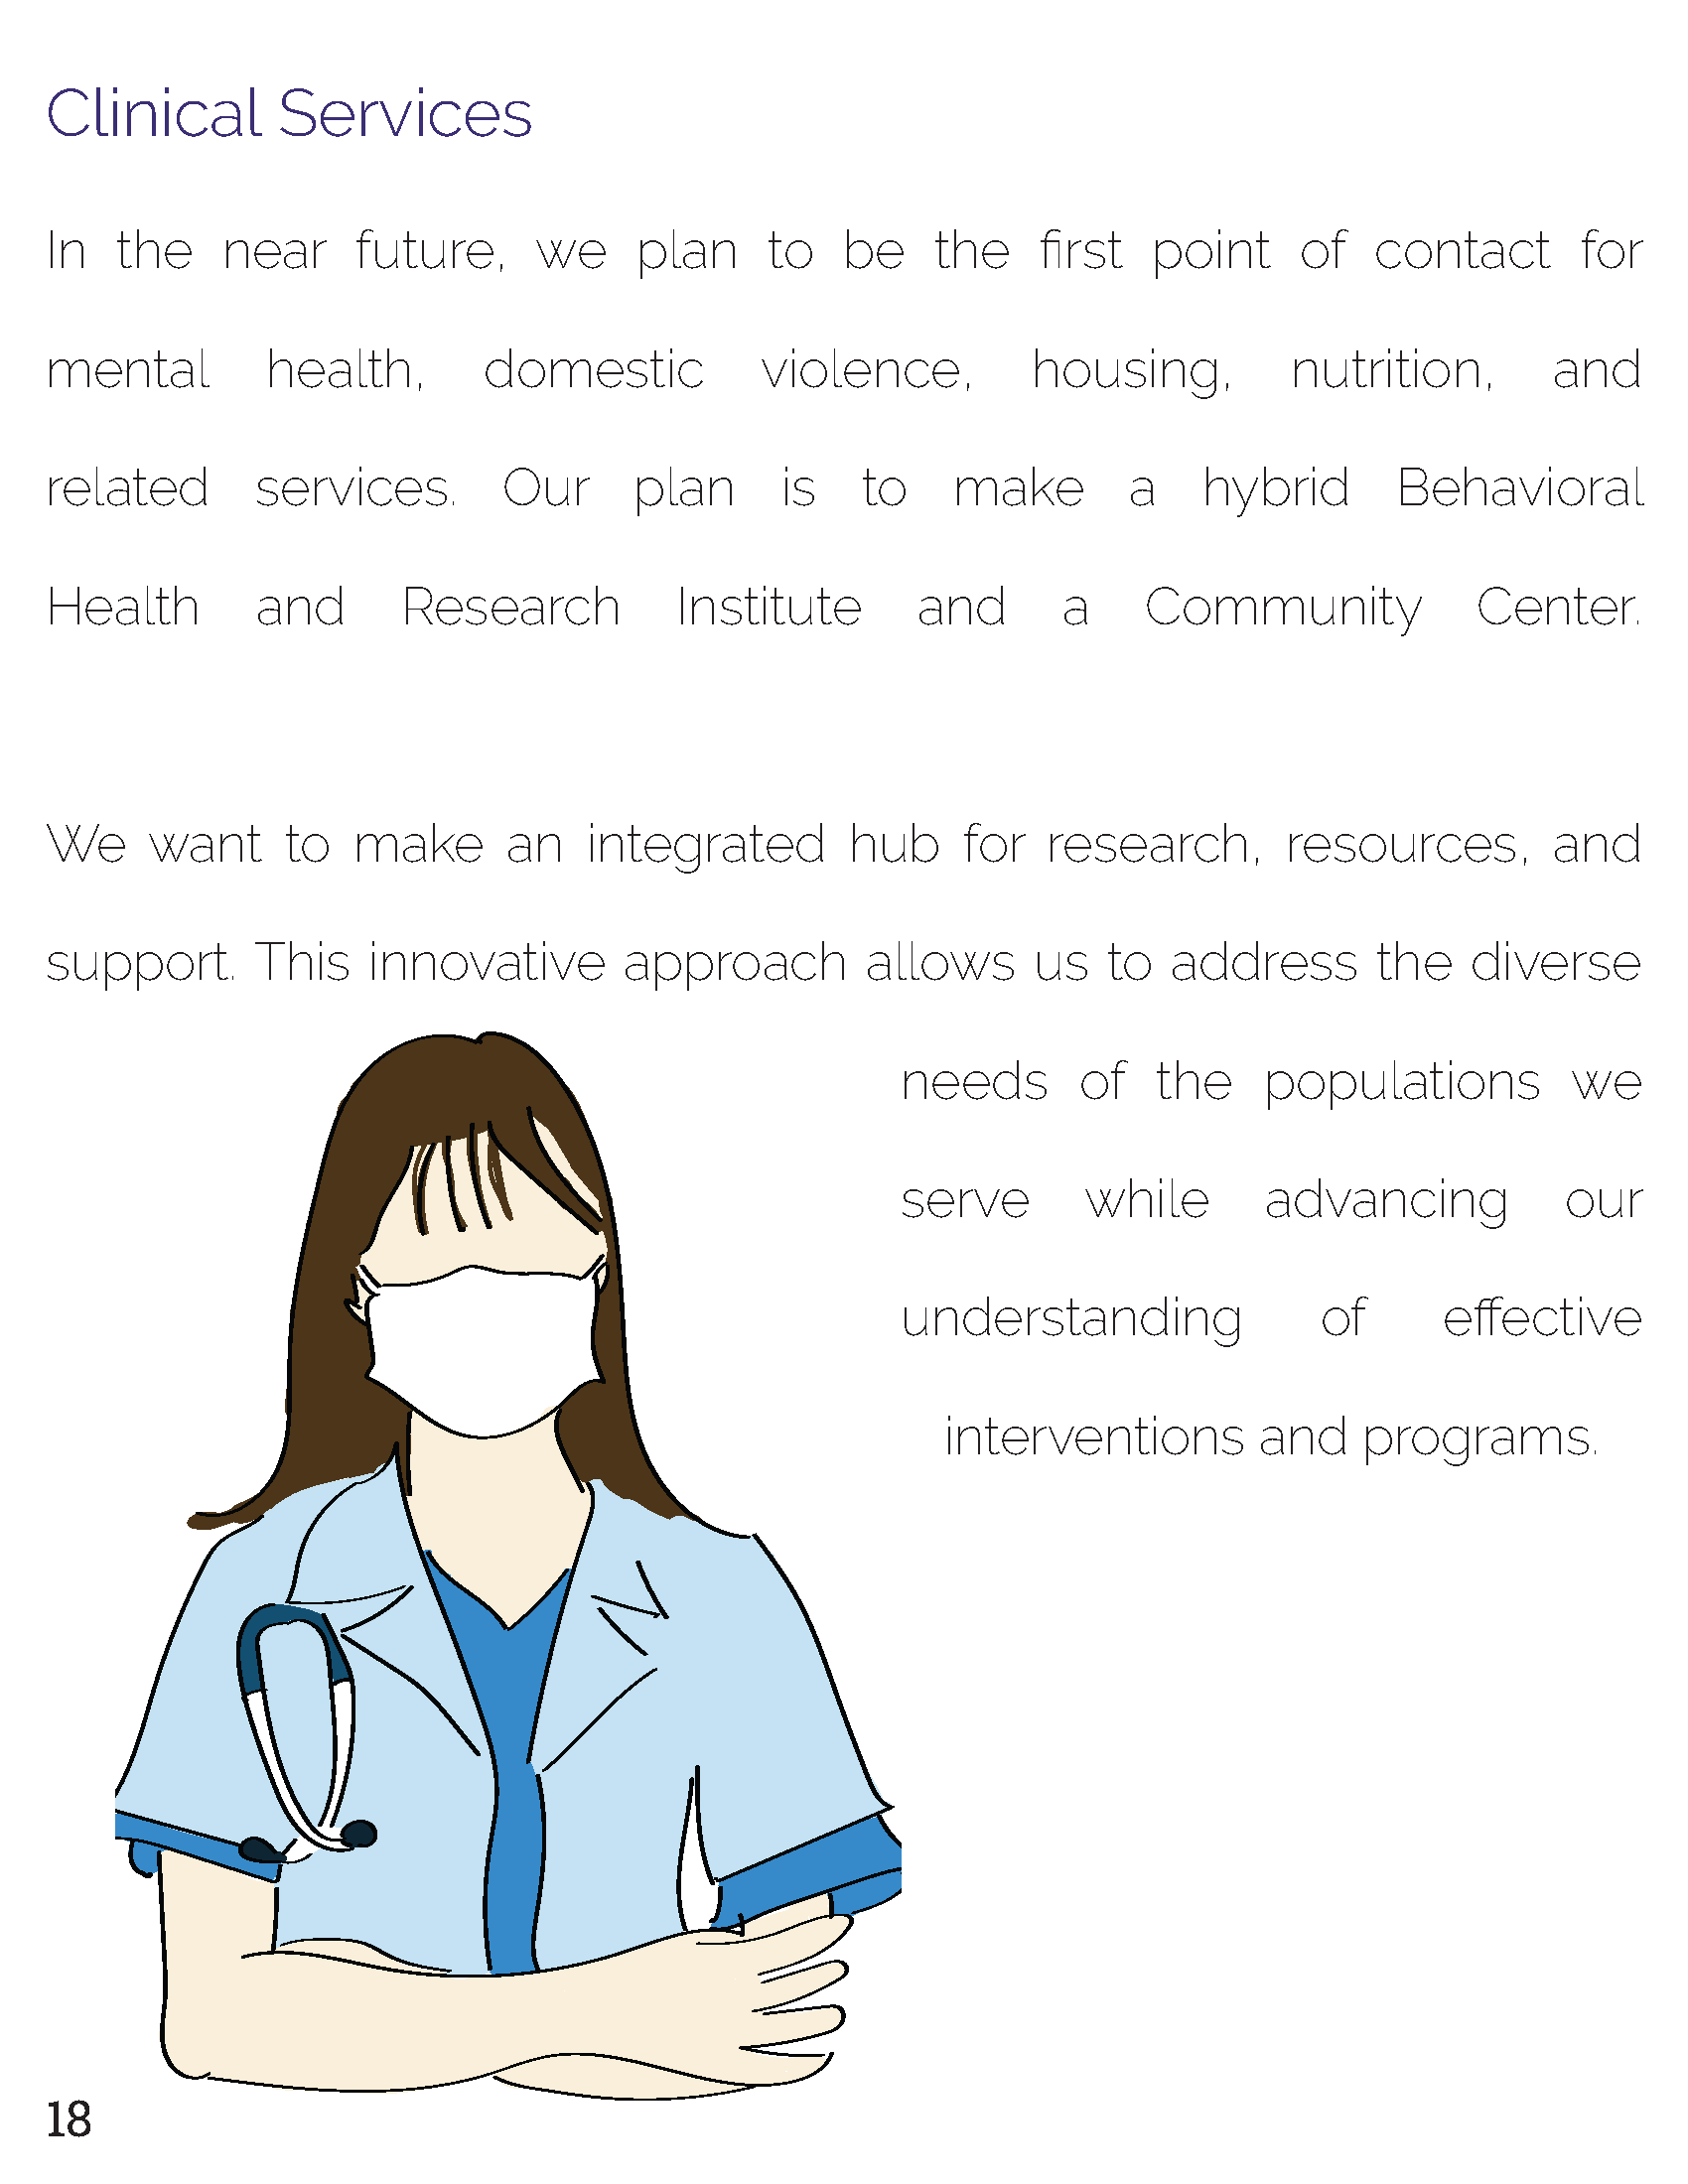 Clinical Services
In the near future, we plan to be the first point of contact for
mental health, domestic violence, housing, nutrition, and
related services. Our plan is to make a hybrid Behavioral
Health and Research Institute and a Community Center.
We want to make an integrated hub for research, resources, and
support. This innovative approach allows us to address the diverse
needs of the populations we
serve while advancing our
understanding of effective
interventions and programs.
18